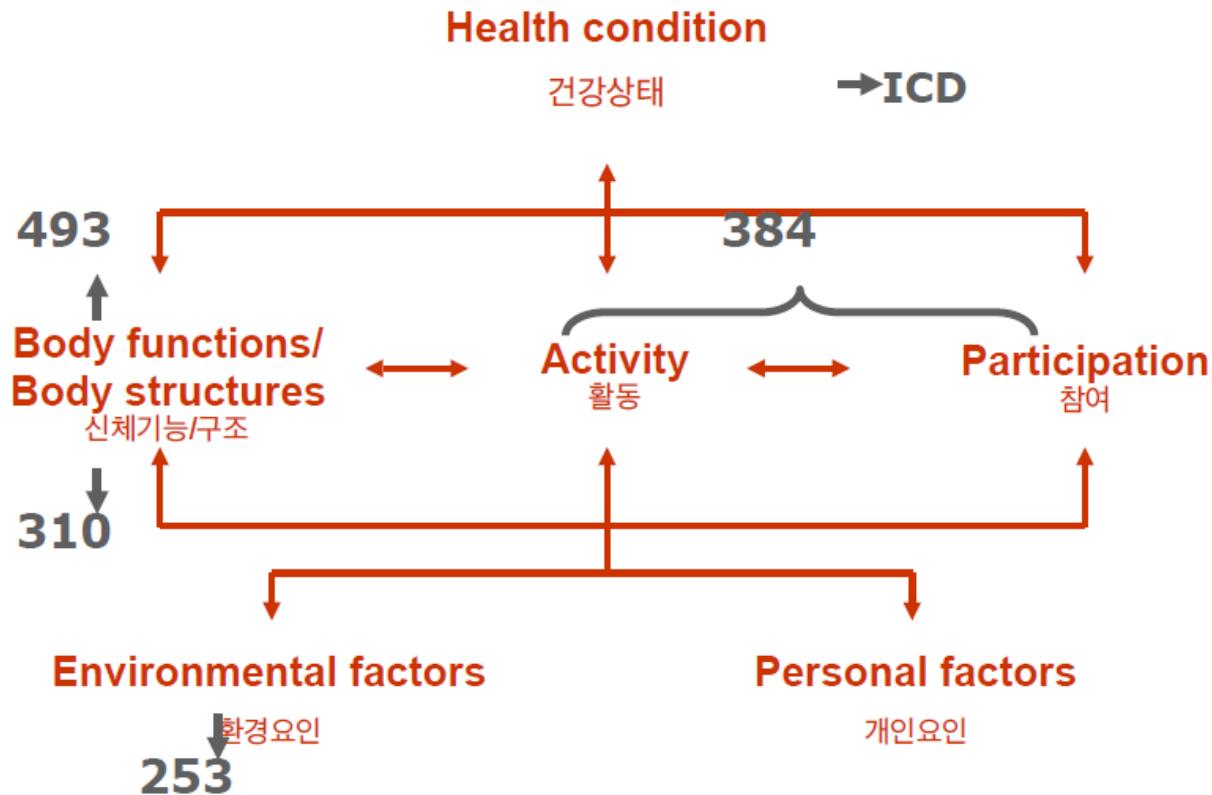 Health condition
건강상태
ICD
493
384
Body functions/
Body structures
신체기능/구조
Activity
활동
Participation
참여
310
Environmental factors
환경요인
253
Personal factors
개인요인